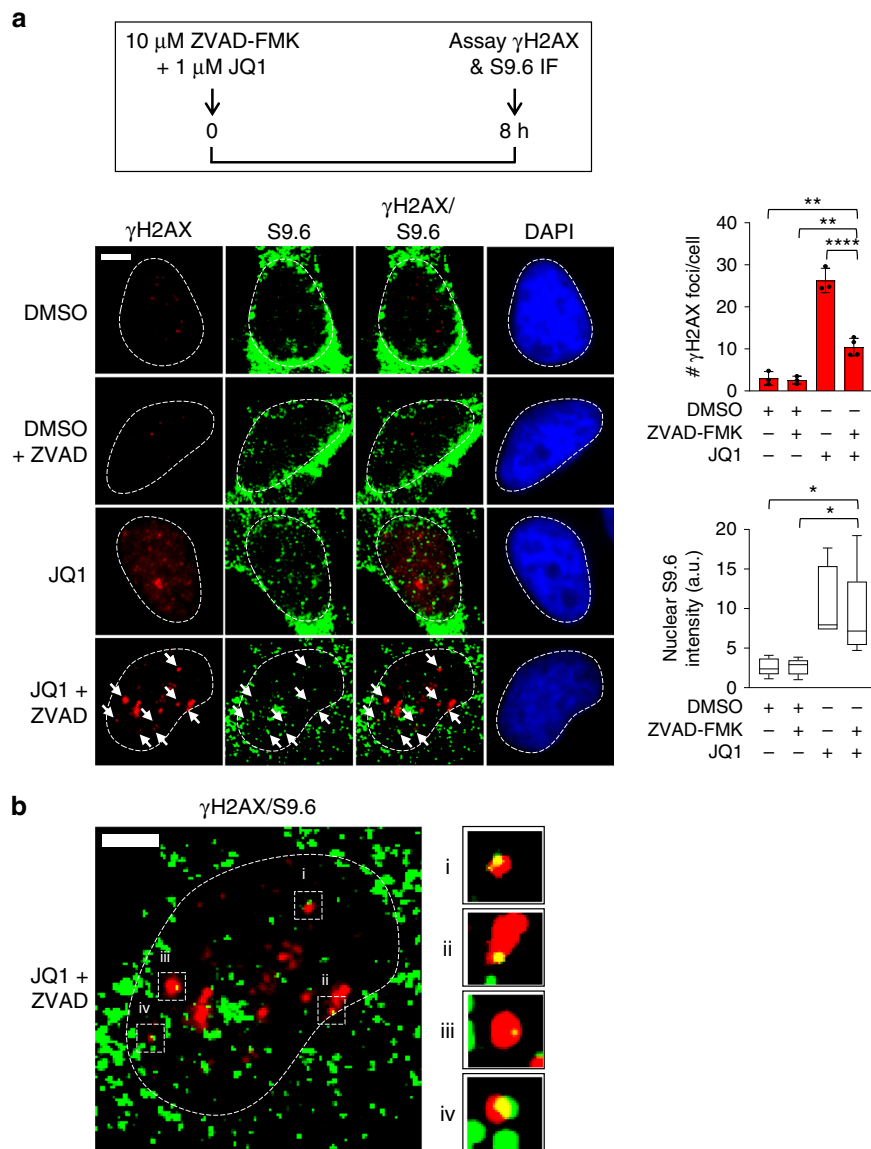 a
10 μM ZVAD-FMK
+ 1 μM JQ1
Assay γH2AX
& S9.6 IF
0
8 h
γH2AX
S9.6
γH2AX/
S9.6
DAPI
DMSO
DMSO
+ ZVAD
JQ1
JQ1 +
ZVAD
**
**
****
# γH2AX foci/cell
40
30
20
10
0
DMSO + + – –
ZVAD-FMK – + – +
JQ1 – – + +
*
*
Nuclear S9.6
intensity (a.u.)
20
15
10
5
0
DMSO + + – –
ZVAD-FMK – + – +
JQ1 – – + +
b
γH2AX/S9.6
JQ1 +
ZVAD
i
iii
ii
iv
i
ii
iii
iv